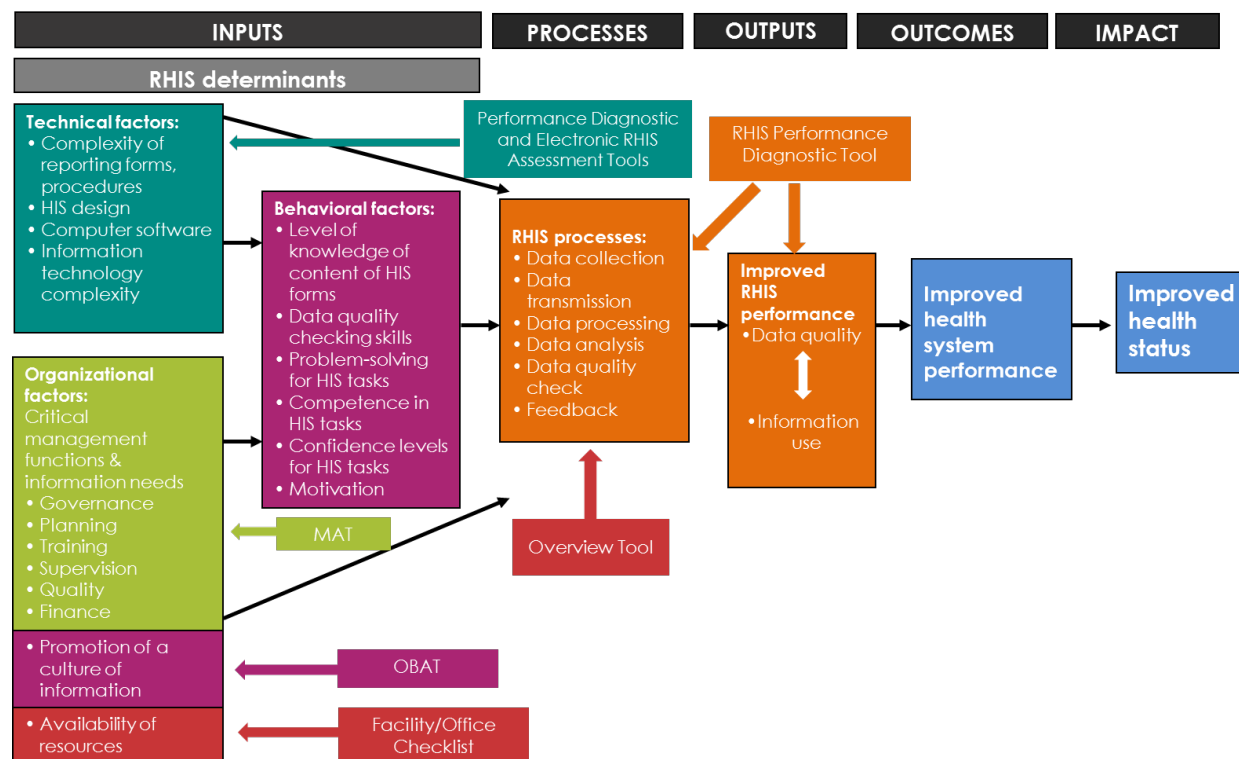 INPUTS
PROCESSES
OUTPUTS
OUTCOMES
IMPACT
RHIS determinants
Technical factors:
• Complexity of
reporting forms,
procedures
• HIS design
• Computer software
• Information
technology
complexity
Performance Diagnostic
and Electronic RHIS
Assessment Tools
RHIS Performance
Diagnostic Tool
Behavioral factors:
• Level of
knowledge of
content of HIS
forms
• Data quality
checking skills
• Problem-solving
for HIS tasks
• Competence in
HIS tasks
• Confidence levels
for HIS tasks
• Motivation
RHIS processes:
• Data collection
• Data
transmission
• Data processing
• Data analysis
• Data quality
check
• Feedback
Improved
RHIS
performance
•Data quality
•Information
use
Improved
health
system
performance
Improved
health
status
Organizational
factors:
Critical
management
functions &
information needs
• Governance
• Planning
• Training
• Supervision
• Quality
• Finance
MAT
Overview Tool
• Promotion of a
culture of
information
OBAT
• Availability of
resources
Facility/Office
Checklist